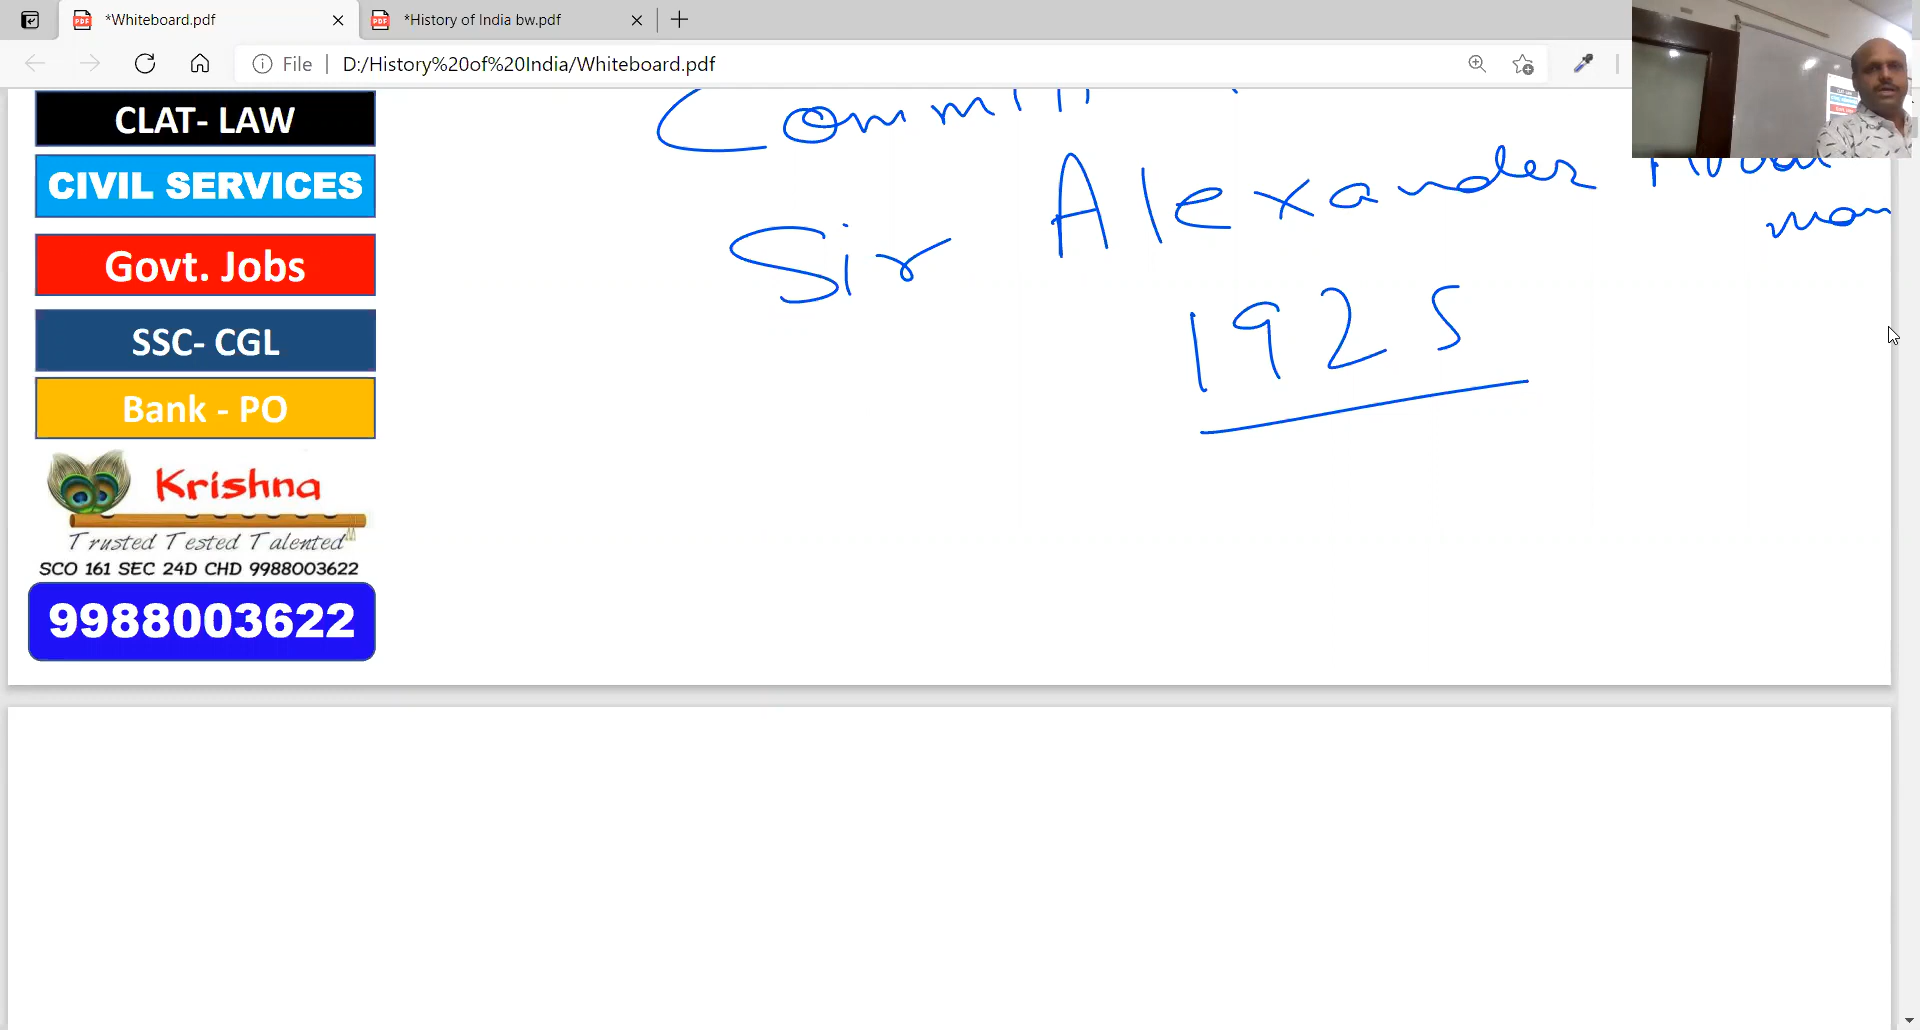 *Whiteboard.pdf
*History of India bw.pdf
File
D:/History%20of%20India/Whiteboard.pdf
CLAT- LAW
CIVIL SERVICES
Govt. Jobs
SSC- CGL
Bank - PO
Krishna
Trusted Tested Talented
SCO 161 SEC 24D CHD 9988003622
9988003622
Sir Alexander
man
1925